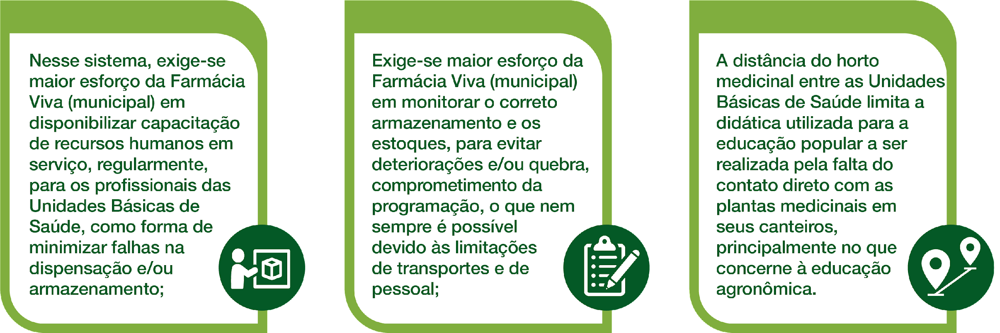 Nesse sistema, exige-se
maior esforço da Farmácia
Viva (municipal) em
disponibilizar capacitação
de recursos humanos em
serviço, regularmente,
para os profissionais das
Unidades Básicas de
Saúde, como forma de
minimizar falhas na
dispensação e/ou
armazenamento;
Exige-se maior esforço da
Farmácia Viva (municipal)
em monitorar o correto
armazenamento e os
estoques, para evitar
deteriorações e/ou quebra,
comprometimento da
programação, o que nem
sempre é possível
devido às limitações
de transportes e de
pessoal;
A distância do horto
medicinal entre as Unidades
Básicas de Saúde limita a
didática utilizada para a
educação popular a ser
realizada pela falta do
contato direto com as
plantas medicinais em
seus canteiros,
principalmente no que
concerne à educação
agronômica.